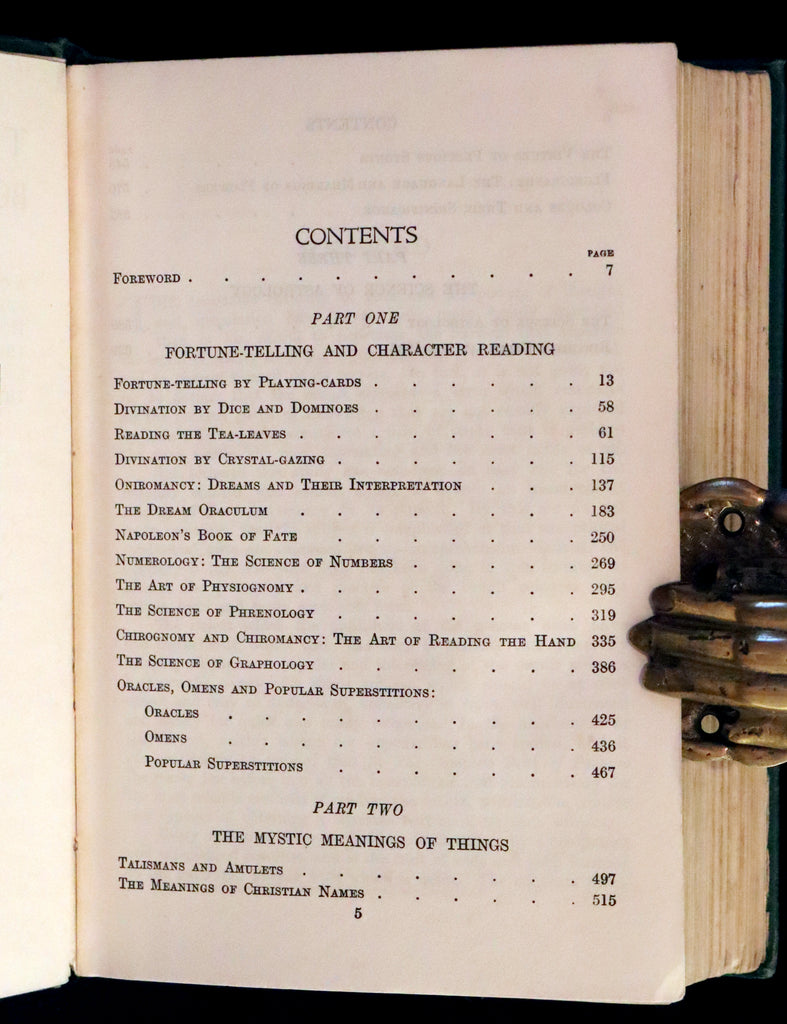 CONTENTS
PAGE
FOREWORD . . . . . . . . . . . . 7
PART ONE
FORTUNE-TELLING AND CHARACTER READING
FORTUNE-TELLING BY PLAYING-CARDS . . . . . . 13
DIVINATION BY DICE AND DOMINOES . . . . . . 58
READING THE TEA-LEAVES . . . . . . . . 61
DIVINATION BY CRYSTAL-GAZING . . . . . . . 115
ONIROMANCY: DREAMS AND THEIR INTERPRETATION . . . 137
THE DREAM ORACULUM . . . . . . . . 183
NAPOLEON'S BOOK OF FATE . . . . . . . 250
NUMEROLOGY: THE SCIENCE OF NUMBERS . . . . . 269
THE ART OF PHYSIOGNOMY . . . . . . . . 295
THE SCIENCE OF PHRENOLOGY . . . . . . . 319
CHIROGNOMY AND CHIROMANCY: THE ART OF READING THE HAND 335
THE SCIENCE OF GRAPHOLOGY . . . . . . . 386
ORACLES, OMENS AND POPULAR SUPERSTITIONS:
ORACLES . . . . . . . . . . 425
OMENS . . . . . . . . . . 436
POPULAR SUPERSTITIONS . . . . . . . 467
PART TWO
THE MYSTIC MEANINGS OF THINGS
TALISMANS AND AMULETS . . . . . . . . 497
THE MEANINGS OF CHRISTIAN NAMES . . . . . . 515
5